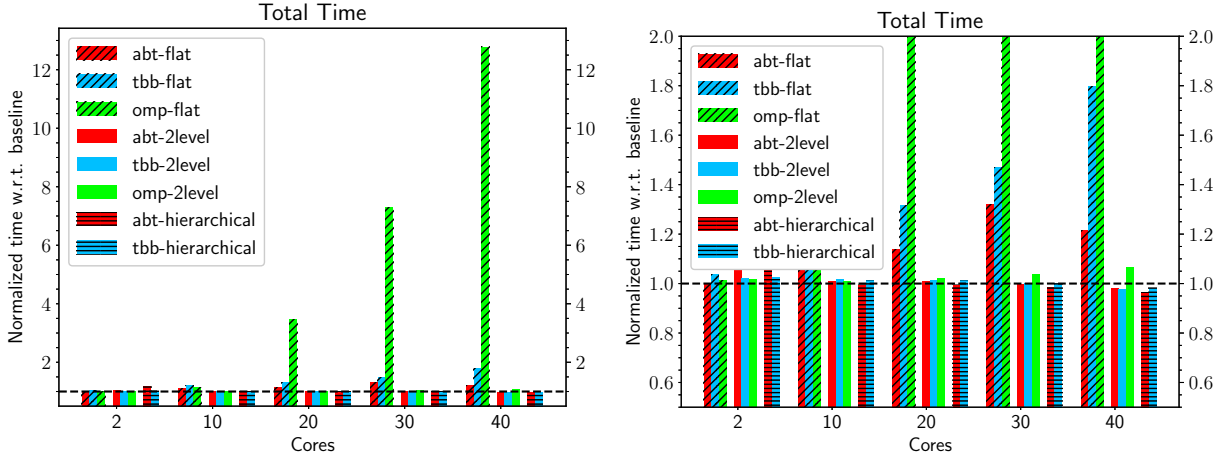 Total Time
Normalized time w.r.t. baseline
12
10
8
6
4
2
abt-flat
tbb-flat
omp-flat
abt-2level
tbb-2level
omp-2level
abt-hierarchical
tbb-hierarchical
12
10
8
6
4
2
2
10
20
30
40
Cores
Total Time
Normalized time w.r.t. baseline
2.0
1.8
1.6
1.4
1.2
1.0
0.8
0.6
abt-flat
tbb-flat
omp-flat
abt-2level
tbb-2level
omp-2level
abt-hierarchical
tbb-hierarchical
2.0
1.8
1.6
1.4
1.2
1.0
0.8
0.6
2
10
20
30
40
Cores